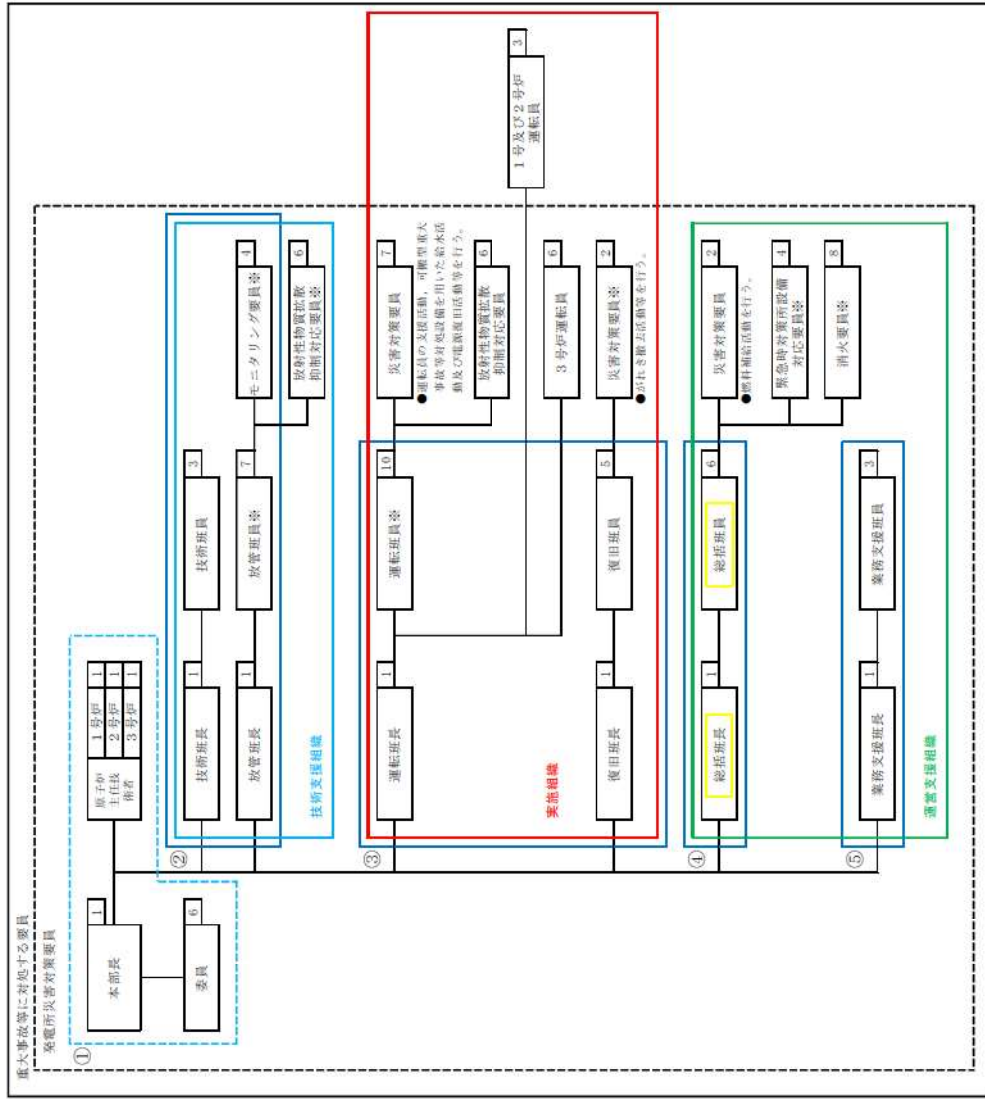 重大事故等に対処する要員
発電所災害対策要員
①
本部長
1
委員
6
原子炉
主任技
術者
1号炉
1
2号炉
1
3号炉
1
②
技術班長
1
技術班員
3
放管班長
1
放管班員※
7
モニタリング要員※
4
放射性物質拡散
抑制対応要員※
6
技術支援組織
③
運転班長
1
運転班員※
10
災害対策要員
7
●運転員の支援活動，可搬型重大
事故等対処設備を用いた給水活
動及び電源復旧活動等を行う。
放射性物質拡散
抑制対応要員
6
3号炉運転員
6
1号及び2号炉
運転員
3
実施組織
復旧班長
1
復旧班員
5
災害対策要員※
2
●がれき撤去活動等を行う。
④
総括班長
1
総括班員
6
災害対策要員
2
●燃料補給活動を行う。
緊急時対策所設備
対応要員※
4
消火要員※
8
⑤
業務支援班長
1
業務支援班員
3
運営支援組織